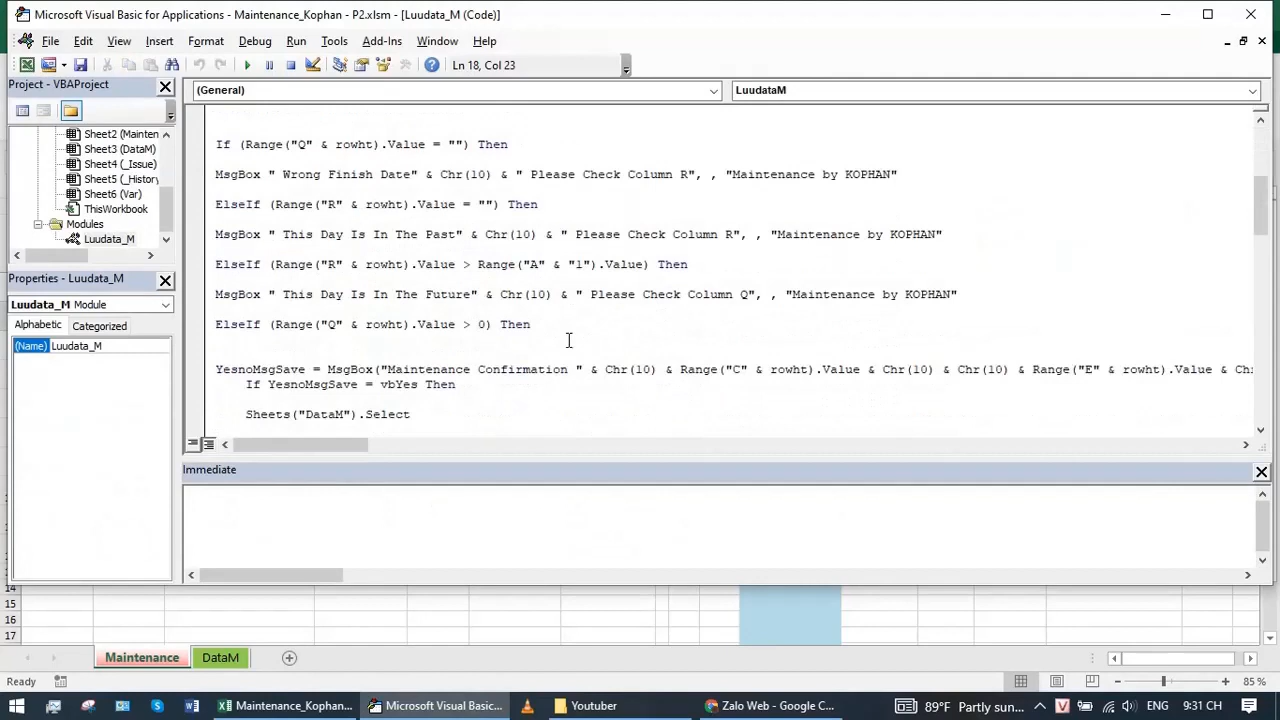 Microsoft Visual Basic for Applications - Maintenance_Kophan - P2.xlsm - [Luudata_M (Code)]
File Edit View Insert Format Debug Run Tools Add-Ins Window Help
Ln 18, Col 23
Project - VBAProject
(General) LuudataM
Sheet2 (Mainten
Sheet3 (DataM)
Sheet4 (_Issue)
Sheet5 (_History
Sheet6 (Var)
ThisWorkbook
Modules
Luudata_M
Properties - Luudata_M
Luudata_M Module
Alphabetic Categorized
(Name) Luudata_M
If (Range("Q" & rowht).Value = "") Then
MsgBox " Wrong Finish Date" & Chr(10) & " Please Check Column R", , "Maintenance by KOPHAN"
ElseIf (Range("R" & rowht).Value = "") Then
MsgBox " This Day Is In The Past" & Chr(10) & " Please Check Column R", , "Maintenance by KOPHAN"
ElseIf (Range("R" & rowht).Value > Range("A" & "1").Value) Then
MsgBox " This Day Is In The Future" & Chr(10) & " Please Check Column Q", , "Maintenance by KOPHAN"
ElseIf (Range("Q" & rowht).Value > 0) Then
YesnoMsgSave = MsgBox("Maintenance Confirmation " & Chr(10) & Range("C" & rowht).Value & Chr(10) & Chr(10) & Range("E" & rowht).Value & Ch
If YesnoMsgSave = vbYes Then
Sheets("DataM").Select
Immediate
14
15
16
17
Maintenance DataM
Ready 85 %
Maintenance_Kophan... Microsoft Visual Basic... Youtuber Zalo Web - Google C... 89°F Partly sun... ENG 9:31 CH